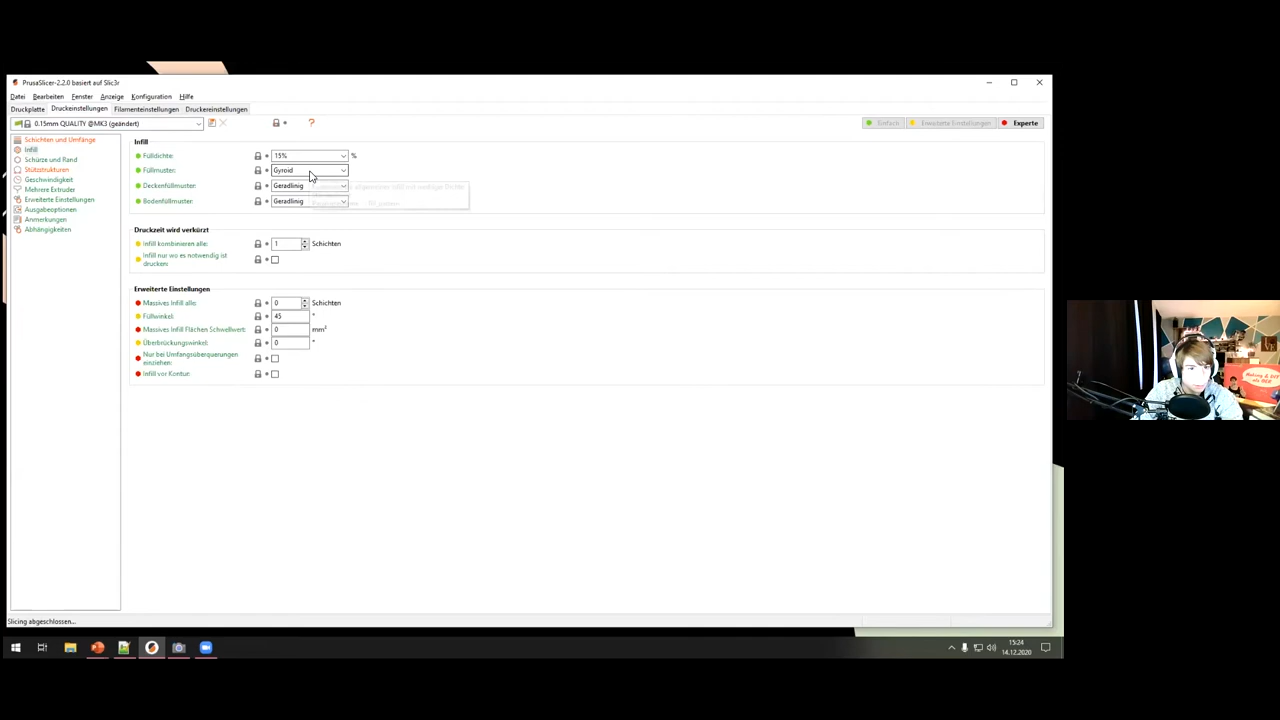 PrusaSlicer-2.2.0 basiert auf Slic3r
Datei Bearbeiten Fenster Anzeige Konfiguration Hilfe
Druckplatte Druckeinstellungen Filamenteinstellungen Druckereinstellungen
0.15mm QUALITY @MK3 (geändert)
Einfach Erweiterte Einstellungen Experte
Schichten und Umfänge
Infill
Schürze und Rand
Stützstrukturen
Geschwindigkeit
Mehrere Extruder
Erweiterte Einstellungen
Ausgabeoptionen
Anmerkungen
Abhängigkeiten
Infill
Fülldichte: 15% %
Füllmuster: Gyroid
Deckenfüllmuster: Geradlinig
Bodenfüllmuster: Geradlinig
Druckzeit wird verkürzt
Infill kombinieren alle: 1 Schichten
Infill nur wo es notwendig ist
drucken:
Erweiterte Einstellungen
Massives Infill alle: 0 Schichten
Füllwinkel: 45 °
Massives Infill Flächen Schwellwert: 0 mm²
Überbrückungswinkel: 0 °
Nur bei Umfangsüberquerungen
einziehen:
Infill vor Kontur:
Slicing abgeschlossen...
15:24
14.12.2020
Making & DIY